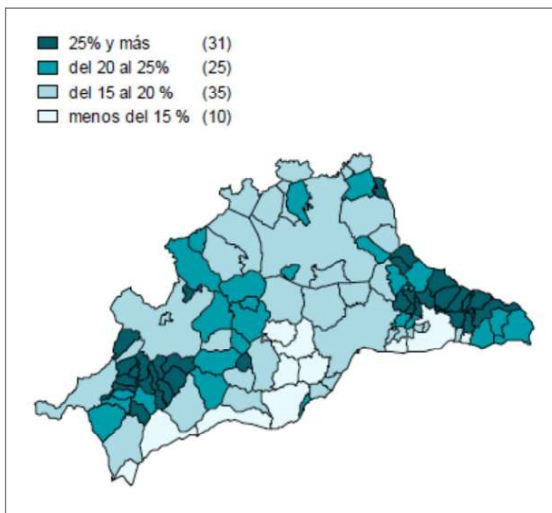 25% y más (31)
del 20 al 25% (25)
del 15 al 20 % (35)
menos del 15 % (10)